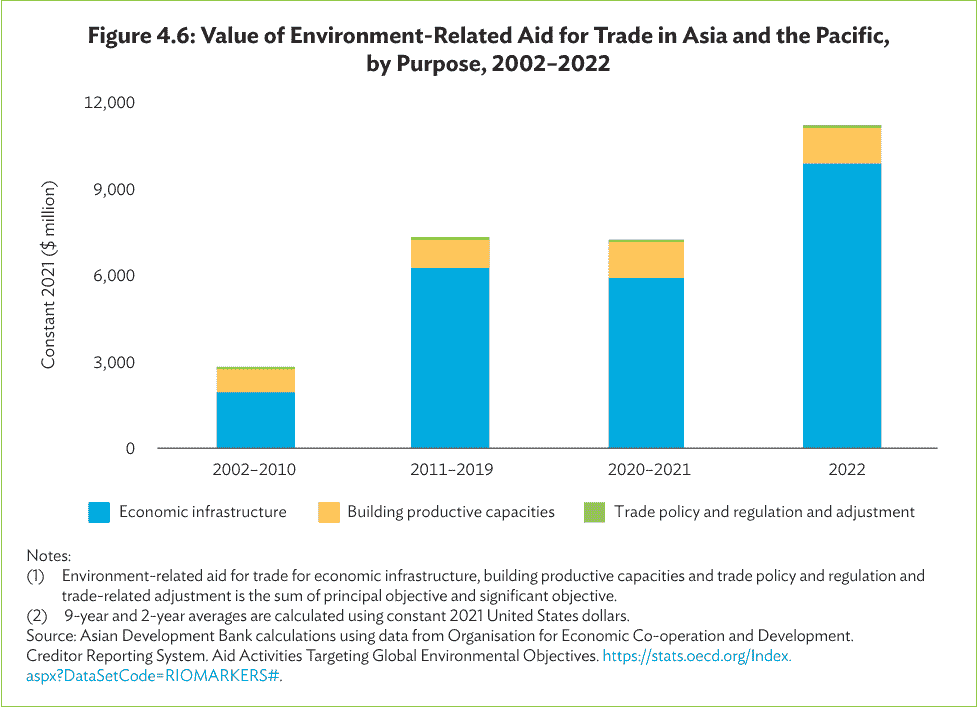 Figure 4.6: Value of Environment-Related Aid for Trade in Asia and the Pacific,
by Purpose, 2002–2022
Constant 2021 ($ million)
12,000
9,000
6,000
3,000
0
2002–2010
2011–2019
2020–2021
2022
Economic infrastructure
Building productive capacities
Trade policy and regulation and adjustment
Notes:
(1) Environment-related aid for trade for economic infrastructure, building productive capacities and trade policy and regulation and
trade-related adjustment is the sum of principal objective and significant objective.
(2) 9-year and 2-year averages are calculated using constant 2021 United States dollars.
Source: Asian Development Bank calculations using data from Organisation for Economic Co-operation and Development.
Creditor Reporting System. Aid Activities Targeting Global Environmental Objectives. https://stats.oecd.org/Index.
aspx?DataSetCode=RIOMARKERS#.